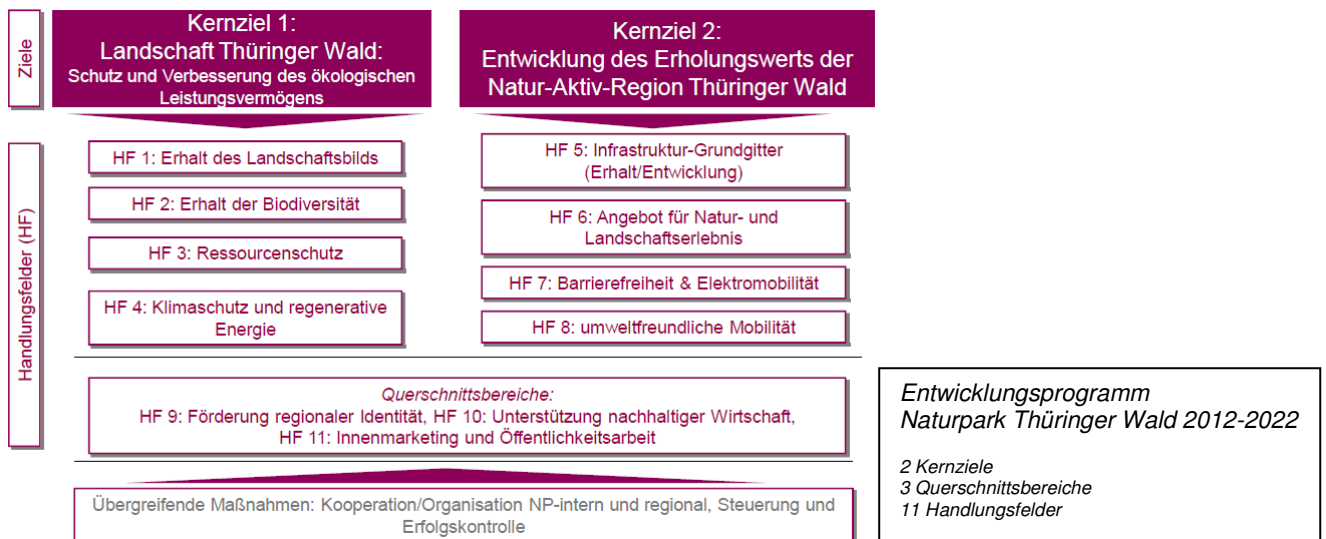 Ziele
Kernziel 1:
Landschaft Thüringer Wald:
Schutz und Verbesserung des ökologischen
Leistungsvermögens
Kernziel 2:
Entwicklung des Erholungswerts der
Natur-Aktiv-Region Thüringer Wald
Handlungsfelder (HF)
HF 1: Erhalt des Landschaftsbilds
HF 2: Erhalt der Biodiversität
HF 3: Ressourcenschutz
HF 4: Klimaschutz und regenerative
Energie
HF 5: Infrastruktur-Grundgitter
(Erhalt/Entwicklung)
HF 6: Angebot für Natur- und
Landschaftserlebnis
HF 7: Barrierefreiheit & Elektromobilität
HF 8: umweltfreundliche Mobilität
Querschnittsbereiche:
HF 9: Förderung regionaler Identität, HF 10: Unterstützung nachhaltiger Wirtschaft,
HF 11: Innenmarketing und Öffentlichkeitsarbeit
Übergreifende Maßnahmen: Kooperation/Organisation NP-intern und regional, Steuerung und
Erfolgskontrolle
Entwicklungsprogramm
Naturpark Thüringer Wald 2012-2022
2 Kernziele
3 Querschnittsbereiche
11 Handlungsfelder